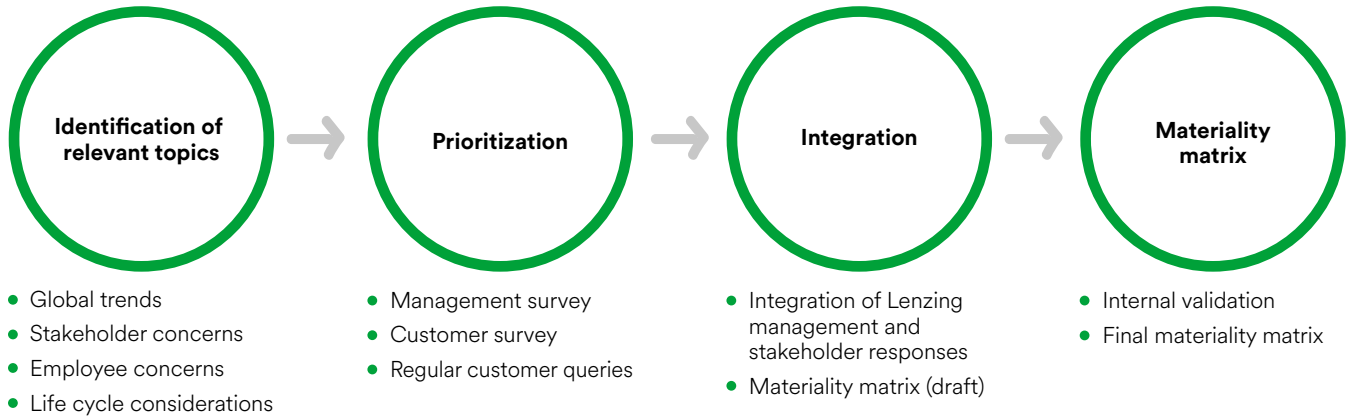 Identification of
relevant topics
Prioritization
Integration
Materiality
matrix
Global trends
Stakeholder concerns
Employee concerns
Life cycle considerations
Management survey
Customer survey
Regular customer queries
Integration of Lenzing
management and
stakeholder responses
Materiality matrix (draft)
Internal validation
Final materiality matrix